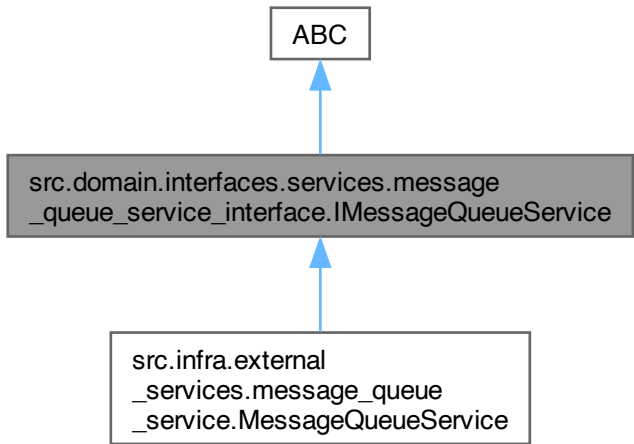 ABC
src.domain.interfaces.services.message
_queue_service_interface.IMessageQueueService
src.infra.external
_services.message_queue
_service.MessageQueueService